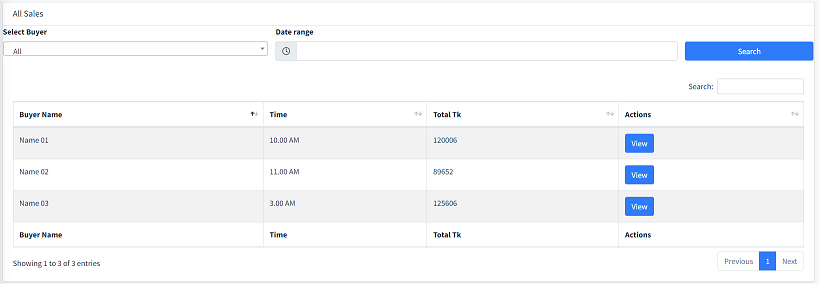 All Sales
Select Buyer Date range
All Search
Search:
Buyer Name Time Total Tk Actions
Name 01 10.00 AM 120006 View
Name 02 11.00 AM 89652 View
Name 03 3.00 AM 125606 View
Buyer Name Time Total Tk Actions
Showing 1 to 3 of 3 entries Previous 1 Next